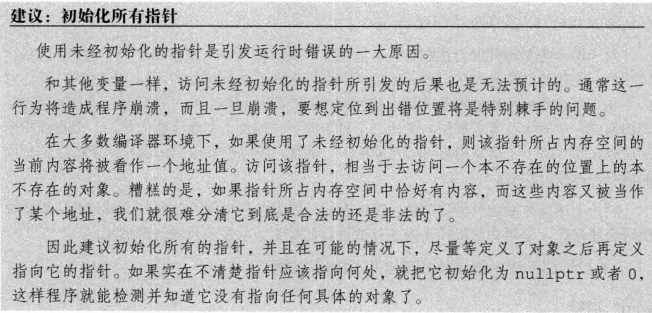 建议：初始化所有指针
使用未经初始化的指针是引发运行时错误的一大原因。
和其他变量一样，访问未经初始化的指针所引发的后果也是无法预计的。通常这一
行为将造成程序崩溃，而且一旦崩溃，要想定位到出错位置将是特别棘手的问题。
在大多数编译器环境下，如果使用了未经初始化的指针，则该指针所占内存空间的
当前内容将被看作一个地址值。访问该指针，相当于去访问一个本不存在的位置上的本
不存在的对象。糟糕的是，如果指针所占内存空间中恰好有内容，而这些内容又被当作
了某个地址，我们就很难分清它到底是合法的还是非法的了。
因此建议初始化所有的指针，并且在可能的情况下，尽量等定义了对象之后再定义
指向它的指针。如果实在不清楚指针应该指向何处，就把它初始化为 nullptr 或者 0，
这样程序就能检测并知道它没有指向任何具体的对象了。